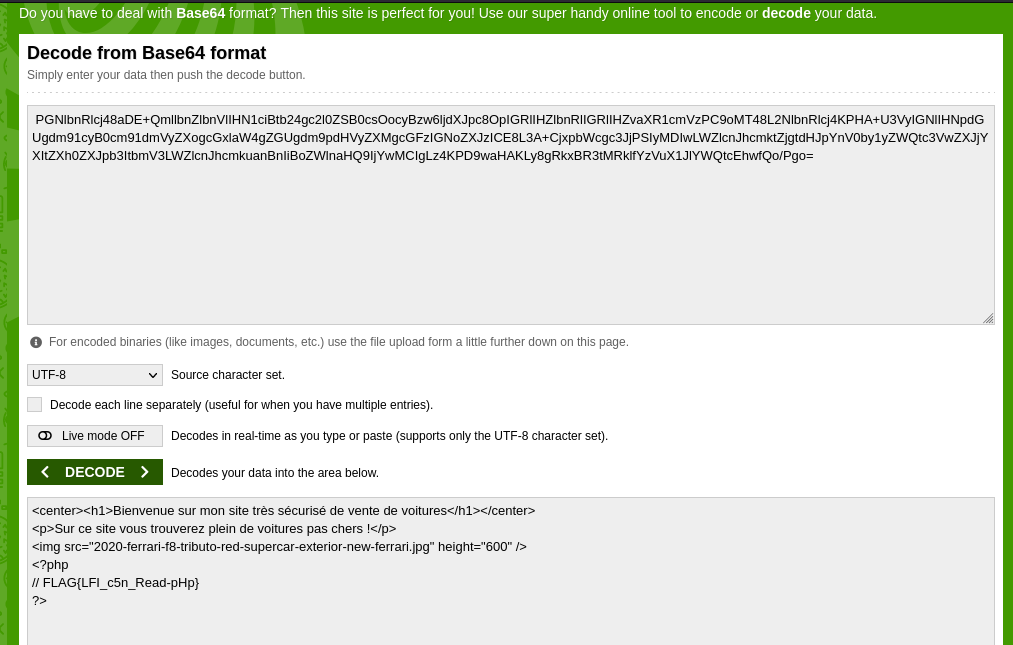 Do you have to deal with Base64 format? Then this site is perfect for you! Use our super handy online tool to encode or decode your data.
Decode from Base64 format
Simply enter your data then push the decode button.
PGNlbnRlcj48aDE+QmllbnZlbnVlIHN1ciBtb24gc2l0ZSB0csOocyBzw6ljdXJpc8OpIGRlIHZlbnRlIGRlIHZvaXR1cmVzPC9oMT48L2NlbnRlcj4KPHA+U3VyIGNlIHNpdGUgdm91cyB0cm91dmVyZXogcGxlaW4gZGUgdm9pdHVyZXMgcGFzIGNoZXJzICE8L3A+CjxpbWcgc3JjPSIyMDIwLWZlcnJhcmktZjgtdHJpYnV0by1yZWQtc3VwZXJjYXItZXh0ZXJpb3ItbmV3LWZlcnJhcmkuanBnIiBoZWlnaHQ9IjYwMCIgLz4KPD9waHAKLy8gRkxBR3tMRklfYzVuX1JlYWQtcEhwfQo/Pgo=
For encoded binaries (like images, documents, etc.) use the file upload form a little further down on this page.
UTF-8 Source character set.
Decode each line separately (useful for when you have multiple entries).
Live mode OFF Decodes in real-time as you type or paste (supports only the UTF-8 character set).
DECODE Decodes your data into the area below.
<center><h1>Bienvenue sur mon site très sécurisé de vente de voitures</h1></center>
<p>Sur ce site vous trouverez plein de voitures pas chers !</p>
<img src="2020-ferrari-f8-tributo-red-supercar-exterior-new-ferrari.jpg" height="600" />
<?php
// FLAG{LFI_c5n_Read-pHp}
?>